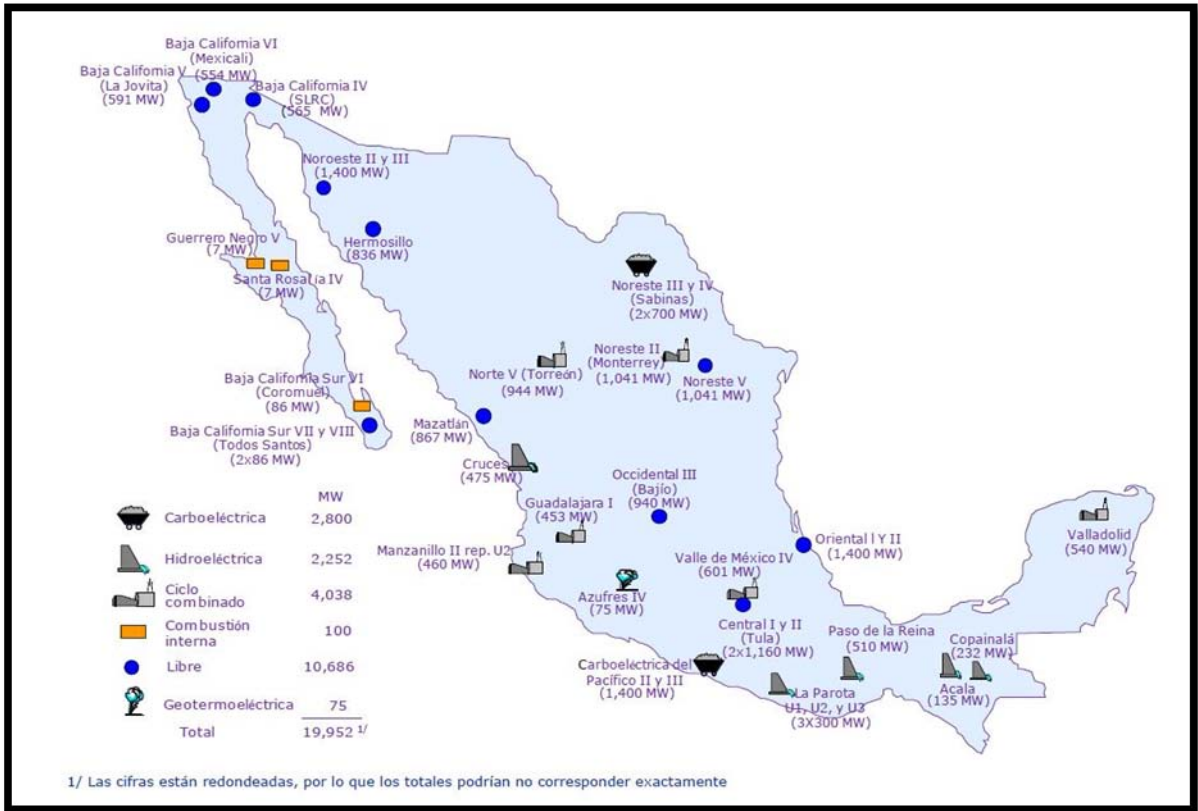 Baja California VI
(Mexicali)
(554 MW)
Baja California V
(La Jovita)
(591 MW)
Baja California IV
(SLRC)
(565 MW)
Noroeste II y III
(1,400 MW)
Hermosillo
(836 MW)
Guerrero Negro V
(7 MW)
Santa Rosalía IV
(7 MW)
Noreste III y IV
(Sabinas)
(2x700 MW)
Noreste II
(Monterrey)
(1,041 MW)
Noreste V
(1,041 MW)
Norte V (Torreón)
(944 MW)
Baja California Sur VI
(Coromuel)
(86 MW)
Baja California Sur VII y VIII
(Todos Santos)
(2x86 MW)
Mazatlán
(867 MW)
Cruces
(475 MW)
Occidental III
(Bajío)
(940 MW)
Guadalajara I
(453 MW)
Manzanillo II rep. U2
(460 MW)
Azufres IV
(75 MW)
Valle de México IV
(601 MW)
Oriental I Y II
(1,400 MW)
Valladolid
(540 MW)
Central I y II
(Tula)
(2x1,160 MW)
Paso de la Reina
(510 MW)
Copainalá
(232 MW)
Acala
(135 MW)
Carboeléctrica del
Pacífico II y III
(1,400 MW)
La Parota
U1, U2, y U3
(3X300 MW)
MW
Carboeléctrica 2,800
Hidroeléctrica 2,252
Ciclo
combinado 4,038
Combustión
interna 100
Libre 10,686
Geotermoeléctrica 75
Total 19,952 1/
1/ Las cifras están redondeadas, por lo que los totales podrían no corresponder exactamente